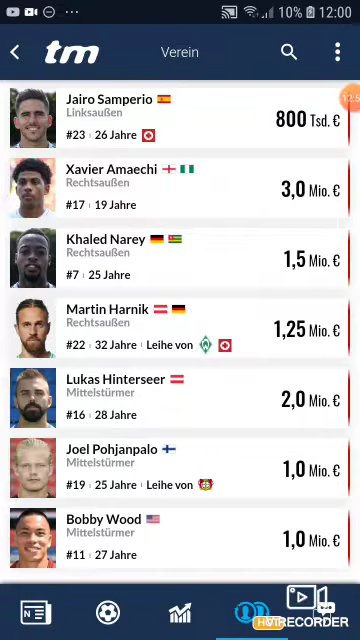 10% 12:00
tm Verein
12:5
Jairo Samperio
Linksaußen
#23 26 Jahre
800 Tsd. €
Xavier Amaechi
Rechtsaußen
#17 19 Jahre
3,0 Mio. €
Khaled Narey
Rechtsaußen
#7 25 Jahre
1,5 Mio. €
Martin Harnik
Rechtsaußen
#22 32 Jahre Leihe von
1,25 Mio. €
Lukas Hinterseer
Mittelstürmer
#16 28 Jahre
2,0 Mio. €
Joel Pohjanpalo
Mittelstürmer
#19 25 Jahre Leihe von
1,0 Mio. €
Bobby Wood
Mittelstürmer
#11 27 Jahre
1,0 Mio. €
N